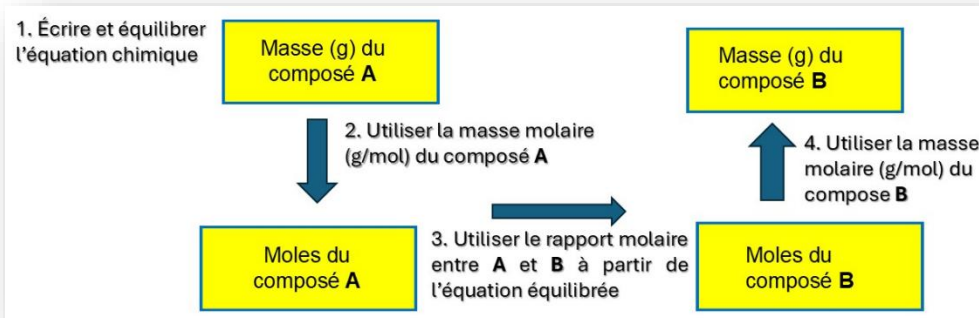 1. Écrire et équilibrer
l'équation chimique
Masse (g) du
composé A
Masse (g) du
composé B
2. Utiliser la masse molaire
(g/mol) du composé A
4. Utiliser la masse
molaire (g/mol) du
compose B
Moles du
composé A
3. Utiliser le rapport molaire
entre A et B à partir de
l'équation équilibrée
Moles du
composé B